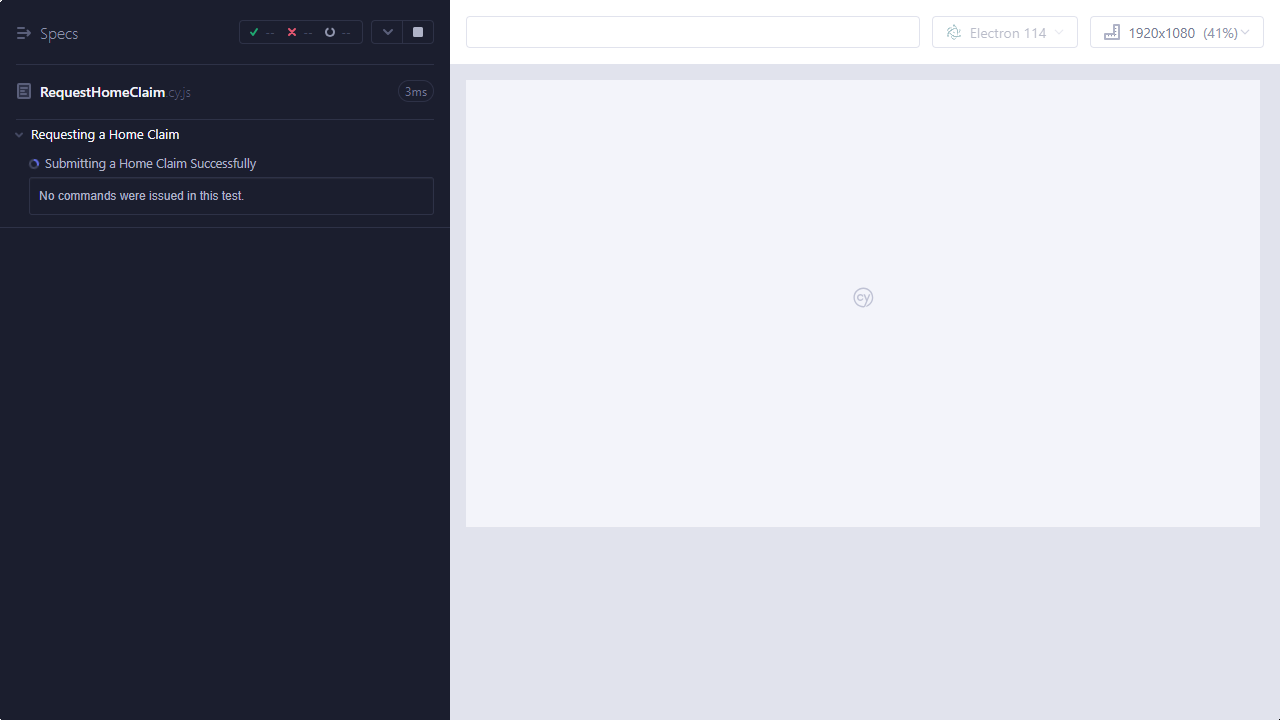 Specs
-- -- --
RequestHomeClaim.cy.js
3ms
Requesting a Home Claim
Submitting a Home Claim Successfully
No commands were issued in this test.
Electron 114
1920x1080 (41%)
cy